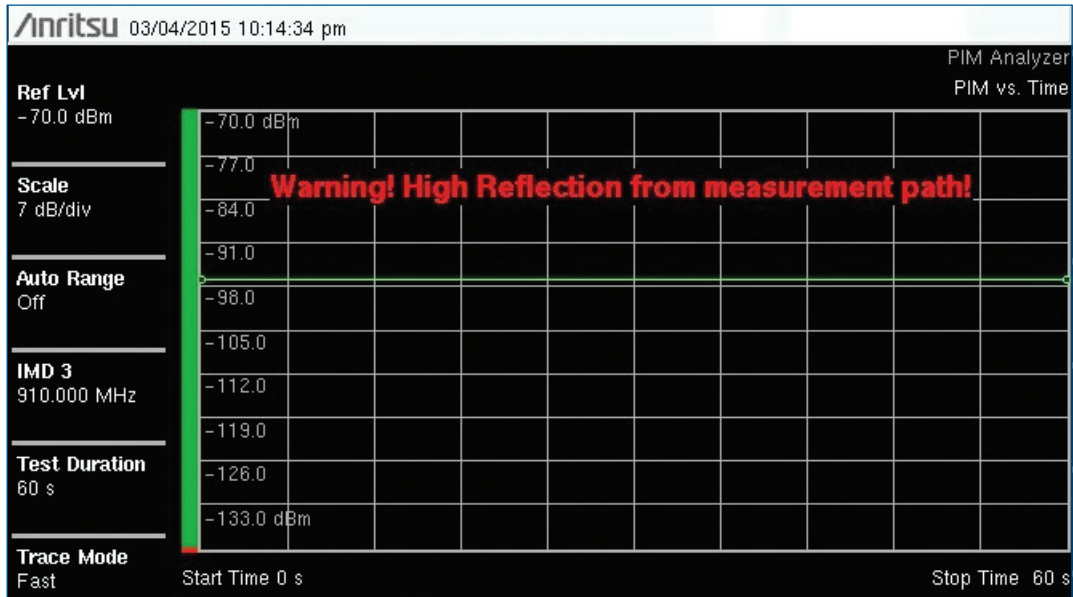 Anritsu 03/04/2015 10:14:34 pm
PIM Analyzer
PIM vs. Time
Ref Lvl
-70.0 dBm
Scale
7 dB/div
Auto Range
Off
IMD 3
910.000 MHz
Test Duration
60 s
Trace Mode
Fast
-70.0 dBm
-77.0
Warning! High Reflection from measurement path!
-84.0
-91.0
-98.0
-105.0
-112.0
-119.0
-126.0
-133.0 dBm
Start Time 0 s
Stop Time 60 s